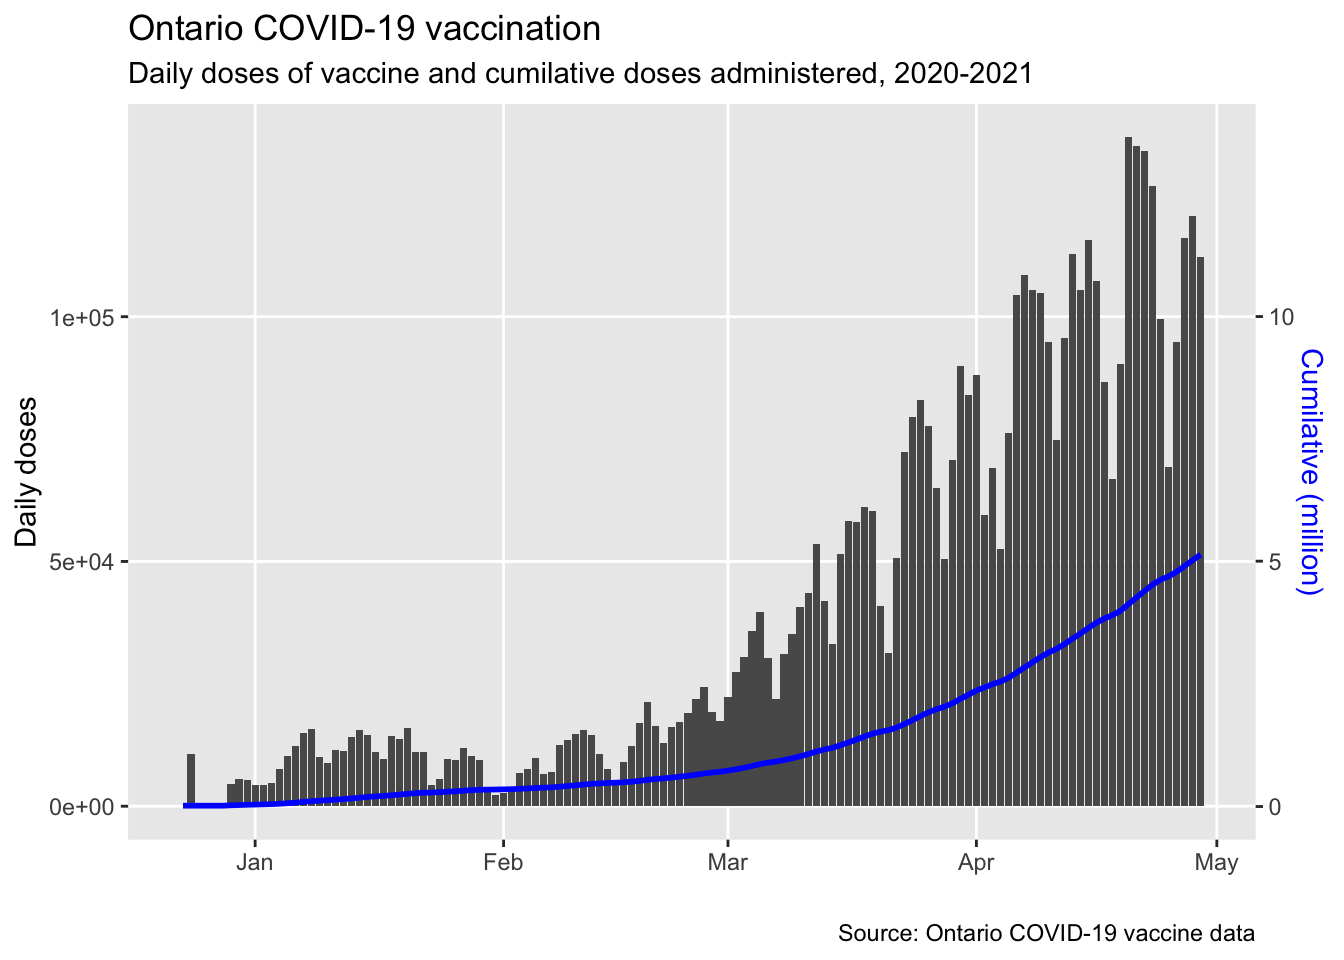 Ontario COVID-19 vaccination
Daily doses of vaccine and cumilative doses administered, 2020-2021
Daily doses
1e+05
5e+04
0e+00
10
5
0
Cumilative (million)
Jan Feb Mar Apr May
Source: Ontario COVID-19 vaccine data